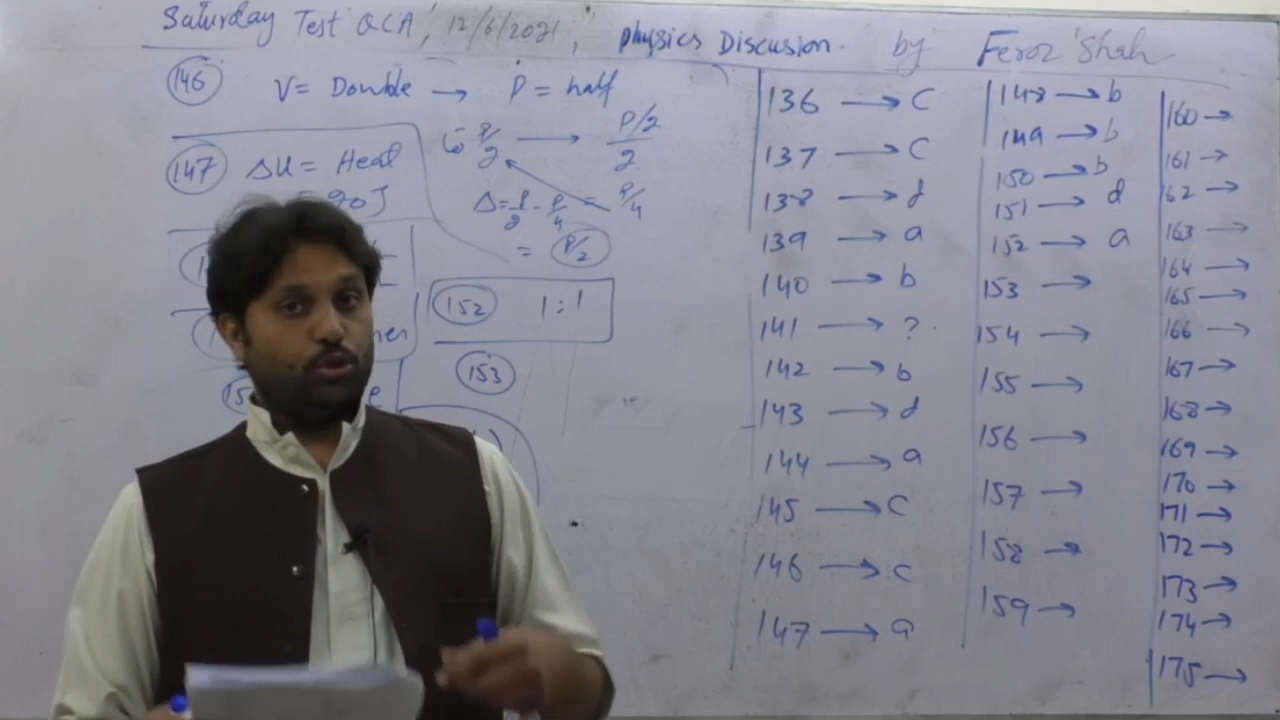 Saturday Test QCA, 12/6/2021, Physics Discusion. by Feroz Shah
146 V = Double → P = half
P/2 → P/2/2
147 ΔU = Heat
90J
Δ = P/2 - P/4 = P/4
= P/2
152 1:1
153
136 → C
137 → C
138 → d
139 → a
140 → b
141 → ?
142 → b
143 → d
144 → a
145 → C
146 → C
147 → a
148 → b
149 → b
150 → b
151 → d
152 → a
153 →
154 →
155 →
156 →
157 →
158 →
159 →
160 →
161 →
162 →
163 →
164 →
165 →
166 →
167 →
168 →
169 →
170 →
171 →
172 →
173 →
174 →
175 →